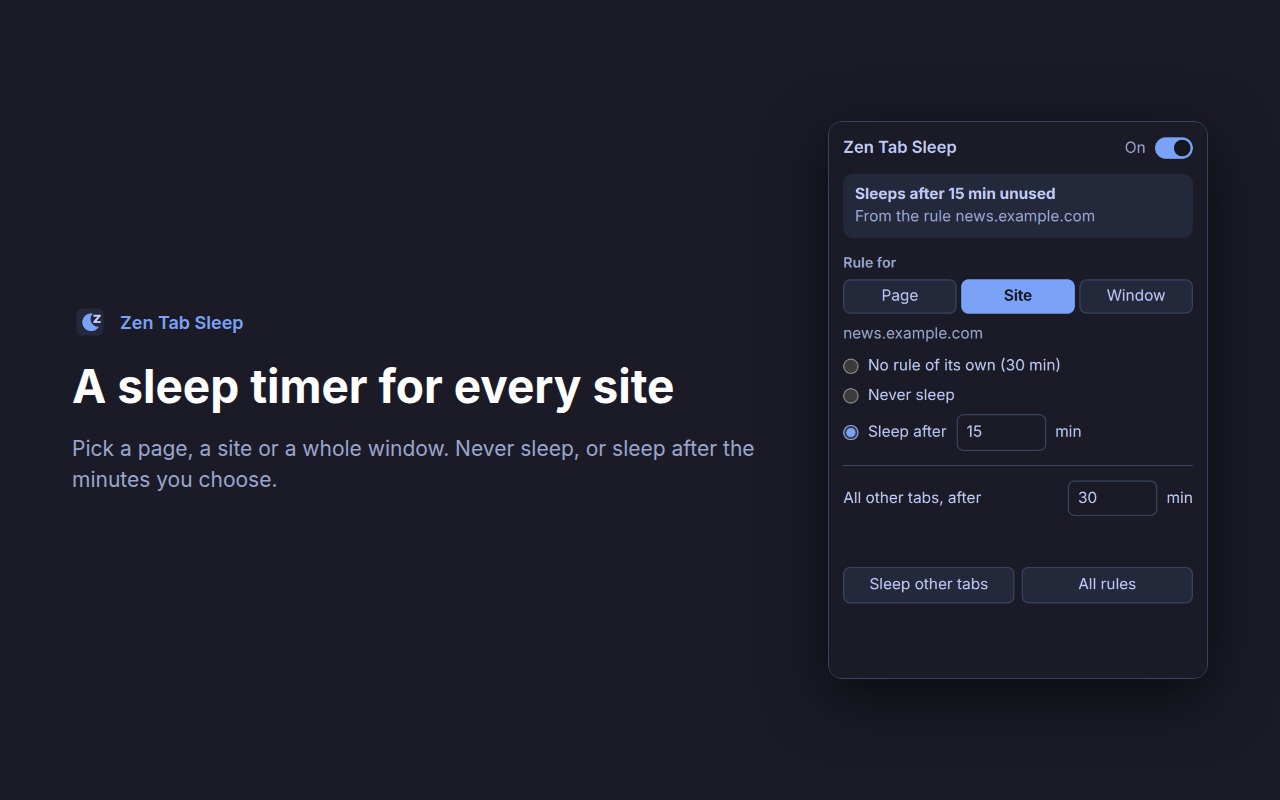 Zen Tab Sleep
A sleep timer for every site
Pick a page, a site or a whole window. Never sleep, or sleep after the
minutes you choose.
Zen Tab Sleep
On
Sleeps after 15 min unused
From the rule news.example.com
Rule for
Page
Site
Window
news.example.com
No rule of its own (30 min)
Never sleep
Sleep after 15 min
All other tabs, after 30 min
Sleep other tabs
All rules